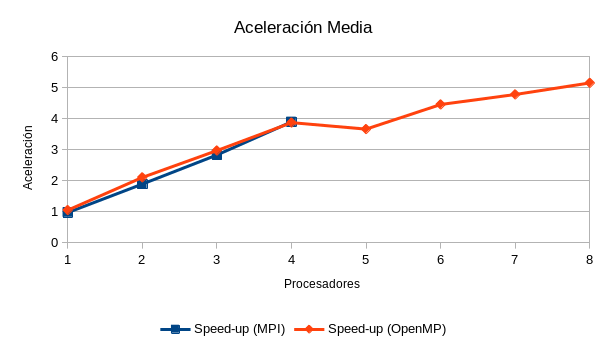 Aceleración Media
6
5
4
3
2
1
0
Aceleración
1 2 3 4 5 6 7 8
Procesadores
Speed-up (MPI) Speed-up (OpenMP)